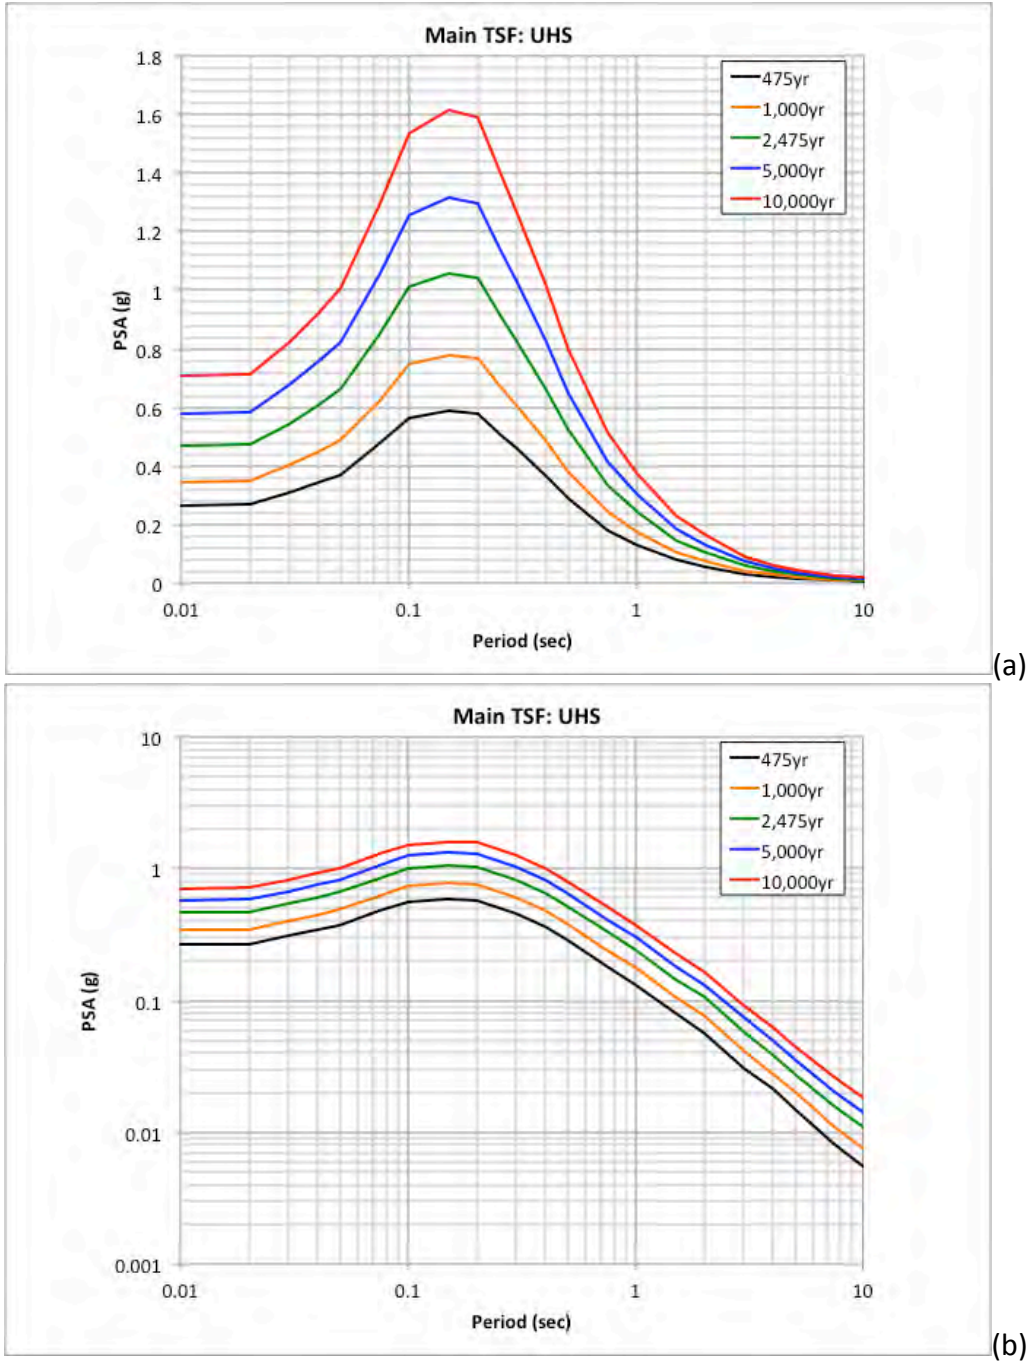 Main TSF: UHS
1.8
1.6
1.4
1.2
1
0.8
0.6
0.4
0.2
0
PSA (g)
475yr
1,000yr
2,475yr
5,000yr
10,000yr
0.01 0.1 1 10
Period (sec)
(a)
Main TSF: UHS
10
1
0.1
0.01
0.001
PSA (g)
475yr
1,000yr
2,475yr
5,000yr
10,000yr
0.01 0.1 1 10
Period (sec)
(b)